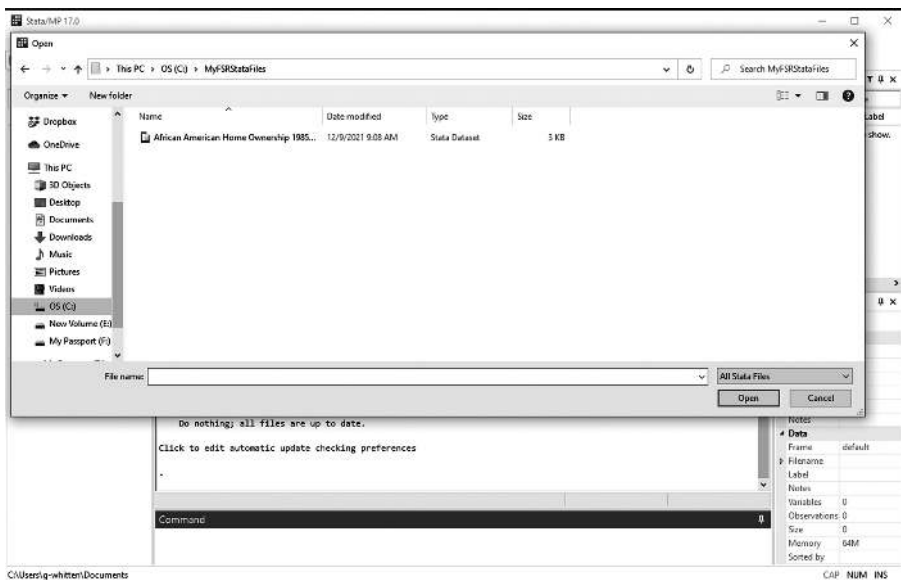 Stata/MP 17.0
Open
This PC › OS (C:) › MyFSRStataFiles
Search MyFSRStataFiles
Organize
New folder
Name Date modified Type Size
African American Home Ownership 1985... 12/9/2021 9:08 AM Stata Dataset 5 KB
Dropbox
OneDrive
This PC
3D Objects
Desktop
Documents
Downloads
Music
Pictures
Videos
OS (C:)
New Volume (E:)
My Passport (F:)
Label
show.
File name:
All Stata Files
Open Cancel
Do nothing; all files are up to date.
Click to edit automatic update checking preferences
.
Command
Notes
Data
Frame default
Filename
Label
Notes
Variables 0
Observations 0
Size 0
Memory 64M
Sorted by
C:\Users\g-whitten\Documents
CAP NUM INS